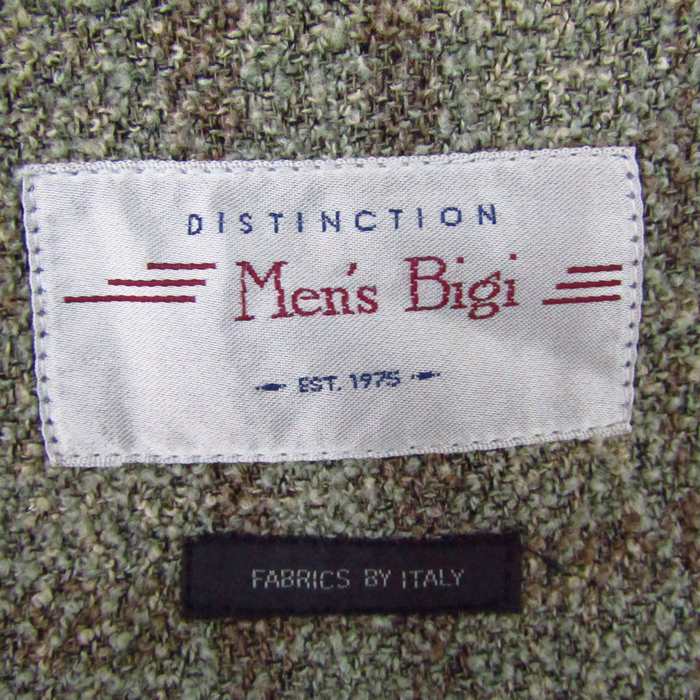 DISTINCTION
Men's Bigi
EST. 1975
FABRICS BY ITALY